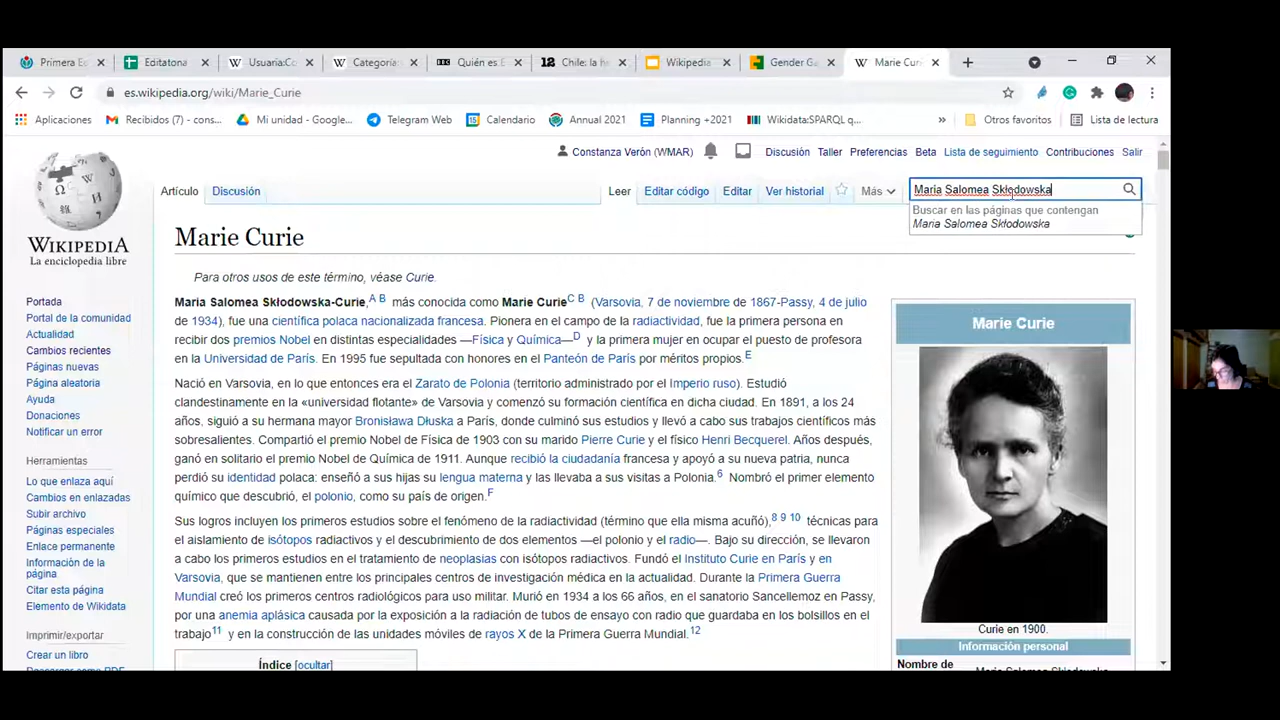 Primera Ec
Editatona
Usuaria:Co
Categoría:
Quién es E
Chile: la he
Wikipedia
Gender Ga
Marie Curi
es.wikipedia.org/wiki/Marie_Curie
Aplicaciones
Recibidos (7) - cons...
Mi unidad - Google...
Telegram Web
Calendario
Annual 2021
Planning +2021
Wikidata:SPARQL q...
»
Otros favoritos
Lista de lectura
Constanza Verón (WMAR)
Discusión Taller Preferencias Beta Lista de seguimiento Contribuciones Salir
Artículo Discusión
Leer Editar código Editar Ver historial Más
Maria Salomea Skłodowska
Buscar en las páginas que contengan
Maria Salomea Skłodowska
WIKIPEDIA
La enciclopedia libre
Portada
Portal de la comunidad
Actualidad
Cambios recientes
Páginas nuevas
Página aleatoria
Ayuda
Donaciones
Notificar un error
Herramientas
Lo que enlaza aquí
Cambios en enlazadas
Subir archivo
Páginas especiales
Enlace permanente
Información de la
página
Citar esta página
Elemento de Wikidata
Imprimir/exportar
Crear un libro
Descargar como PDF
Marie Curie
Para otros usos de este término, véase Curie.
Maria Salomea Skłodowska-Curie,A B más conocida como Marie CurieC B (Varsovia, 7 de noviembre de 1867-Passy, 4 de julio
de 1934), fue una científica polaca nacionalizada francesa. Pionera en el campo de la radiactividad, fue la primera persona en
recibir dos premios Nobel en distintas especialidades —Física y Química—D y la primera mujer en ocupar el puesto de profesora
en la Universidad de París. En 1995 fue sepultada con honores en el Panteón de París por méritos propios.E
Nació en Varsovia, en lo que entonces era el Zarato de Polonia (territorio administrado por el Imperio ruso). Estudió
clandestinamente en la «universidad flotante» de Varsovia y comenzó su formación científica en dicha ciudad. En 1891, a los 24
años, siguió a su hermana mayor Bronisława Dłuska a París, donde culminó sus estudios y llevó a cabo sus trabajos científicos más
sobresalientes. Compartió el premio Nobel de Física de 1903 con su marido Pierre Curie y el físico Henri Becquerel. Años después,
ganó en solitario el premio Nobel de Química de 1911. Aunque recibió la ciudadanía francesa y apoyó a su nueva patria, nunca
perdió su identidad polaca: enseñó a sus hijas su lengua materna y las llevaba a sus visitas a Polonia.6 Nombró el primer elemento
químico que descubrió, el polonio, como su país de origen.F
Sus logros incluyen los primeros estudios sobre el fenómeno de la radiactividad (término que ella misma acuñó),8 9 10 técnicas para
el aislamiento de isótopos radiactivos y el descubrimiento de dos elementos —el polonio y el radio—. Bajo su dirección, se llevaron
a cabo los primeros estudios en el tratamiento de neoplasias con isótopos radiactivos. Fundó el Instituto Curie en París y en
Varsovia, que se mantienen entre los principales centros de investigación médica en la actualidad. Durante la Primera Guerra
Mundial creó los primeros centros radiológicos para uso militar. Murió en 1934 a los 66 años, en el sanatorio Sancellemoz en Passy,
por una anemia aplásica causada por la exposición a la radiación de tubos de ensayo con radio que guardaba en los bolsillos en el
trabajo11 y en la construcción de las unidades móviles de rayos X de la Primera Guerra Mundial.12
Índice [ocultar]
Marie Curie
Curie en 1900.
Información personal
Nombre de
Maria Salomea Skłodowska